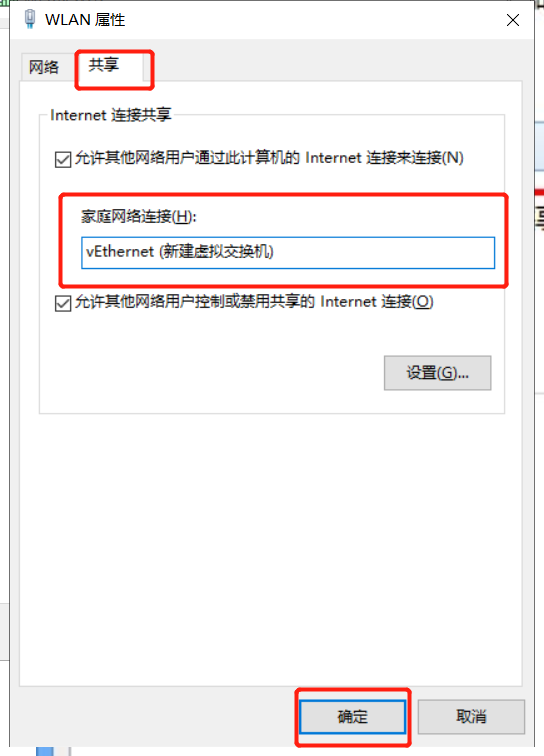 WLAN 属性
网络
共享
Internet 连接共享
允许其他网络用户通过此计算机的 Internet 连接来连接(N)
家庭网络连接(H):
vEthernet (新建虚拟交换机)
允许其他网络用户控制或禁用共享的 Internet 连接(O)
设置(G)...
确定
取消